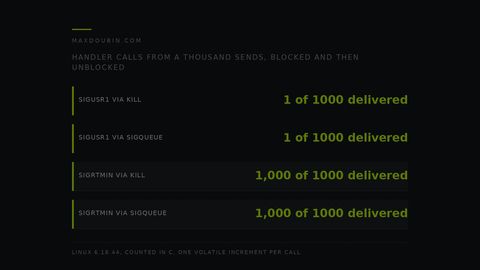 MAXDOURIN.COM
HANDLER CALLS FROM A THOUSAND SENDS, BLOCKED AND THEN
UNBLOCKED
SIGUSR1 VIA KILL
1 of 1000 delivered
SIGUSR1 VIA SIGQUEUE
1 of 1000 delivered
SIGRTMIN VIA KILL
1,000 of 1000 delivered
SIGRTMIN VIA SIGQUEUE
1,000 of 1000 delivered
LINUX 6.18.44, COUNTED IN C, ONE VOLATILE INCREMENT PER CALL